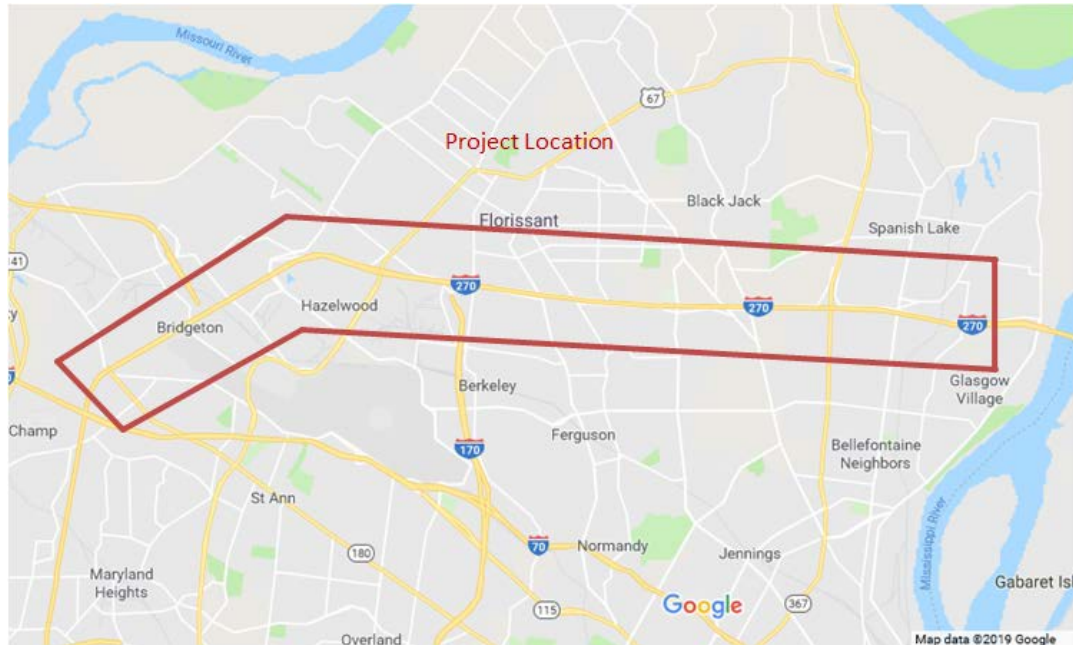 Missouri River
67
Project Location
Black Jack
Florissant
Spanish Lake
141
270
Hazelwood
270
Bridgeton
270
Berkeley
Glasgow
Village
Champ
Ferguson
170
Bellefontaine
Neighbors
St Ann
Mississippi River
180
70
Normandy
Jennings
Maryland
Heights
Gabaret Isl
Google
367
115
Overland
Map data ©2019 Google